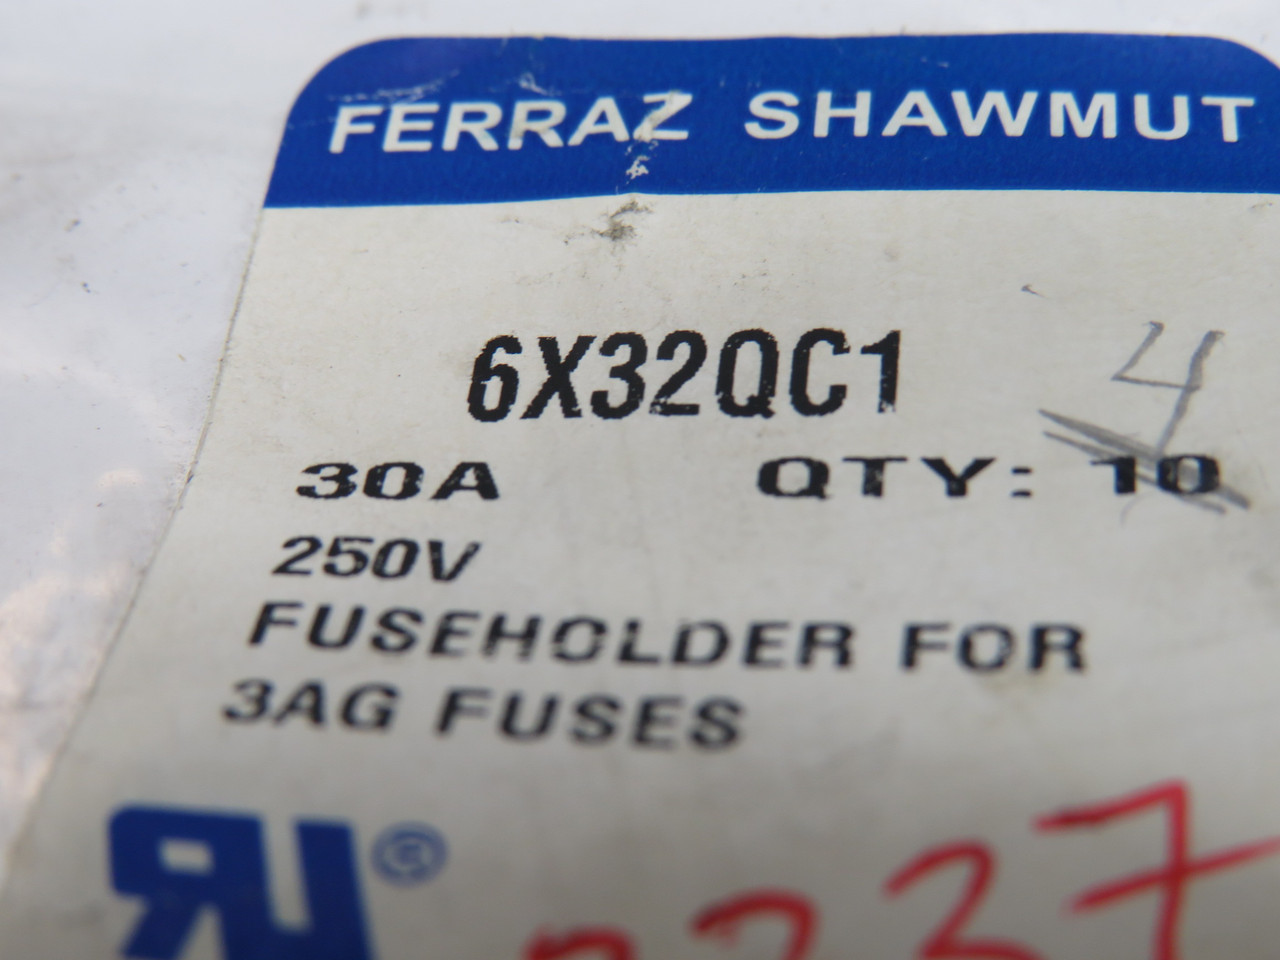 FERRAZ SHAWMUT
6X32QC1
4
30A QTY: 10
250V
FUSEHOLDER FOR
3AG FUSES